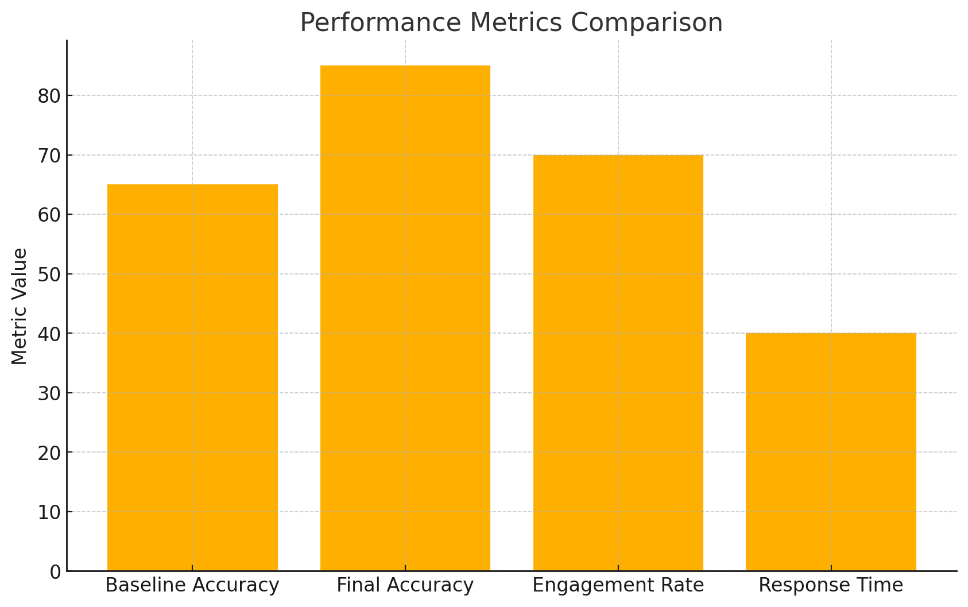 Performance Metrics Comparison
Metric Value
80
70
60
50
40
30
20
10
0
Baseline Accuracy
Final Accuracy
Engagement Rate
Response Time